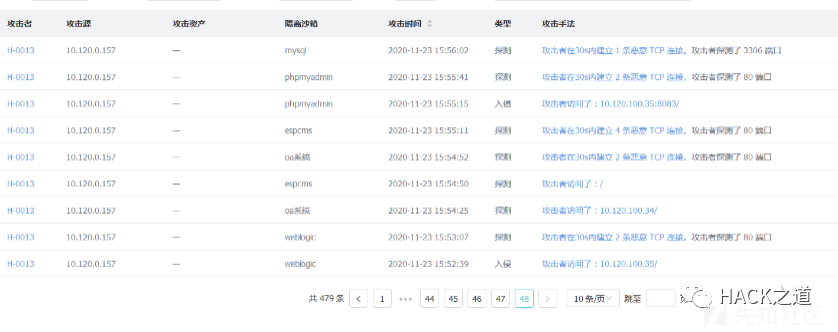 攻击者 攻击源 攻击资产 隔离沙箱 攻击时间 类型 攻击手法
H-0013 10.120.0.157 — mysql 2020-11-23 15:56:02 探测 攻击者在30s内建立 1 条恶意 TCP 连接。攻击者探测了 3306 端口
H-0013 10.120.0.157 — phpmyadmin 2020-11-23 15:55:41 探测 攻击者在30s内建立 2 条恶意 TCP 连接。攻击者探测了 80 端口
H-0013 10.120.0.157 — phpmyadmin 2020-11-23 15:55:15 入侵 攻击者访问了：10.120.100.35:8083/
H-0013 10.120.0.157 — espcms 2020-11-23 15:55:11 探测 攻击者在30s内建立 4 条恶意 TCP 连接。攻击者探测了 80 端口
H-0013 10.120.0.157 — oa系统 2020-11-23 15:54:52 探测 攻击者在30s内建立 2 条恶意 TCP 连接。攻击者探测了 80 端口
H-0013 10.120.0.157 — espcms 2020-11-23 15:54:50 探测 攻击者访问了：/
H-0013 10.120.0.157 — oa系统 2020-11-23 15:54:25 探测 攻击者访问了：10.120.100.34/
H-0013 10.120.0.157 — weblogic 2020-11-23 15:53:07 探测 攻击者在30s内建立 2 条恶意 TCP 连接。攻击者探测了 80 端口
H-0013 10.120.0.157 — weblogic 2020-11-23 15:52:39 入侵 攻击者访问了：10.120.100.35/
共 479 条 < 1 ••• 44 45 46 47 48 > 10 条/页 跳至 HACK之道
先知社区